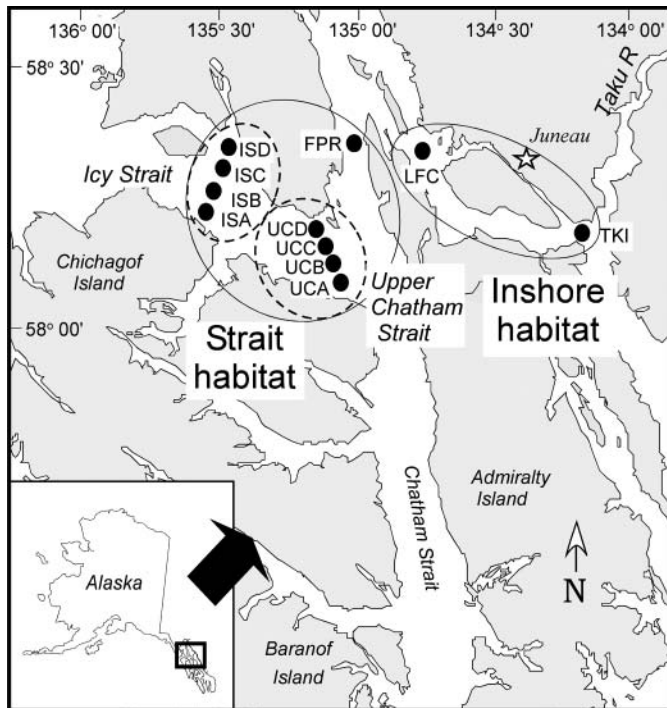 136° 00'
135° 30'
135° 00'
134° 30'
134° 00'
58° 30'
Taku R
Juneau
ISD
FPR
LFC
Icy Strait
ISC
ISB
ISA
UCD
TKI
UCC
Chichagof
Island
UCB
UCA
Upper
Chatham
Strait
Inshore
habitat
58° 00'
Strait
habitat
Chatham Strait
Admiralty
Island
Alaska
N
Baranof
Island